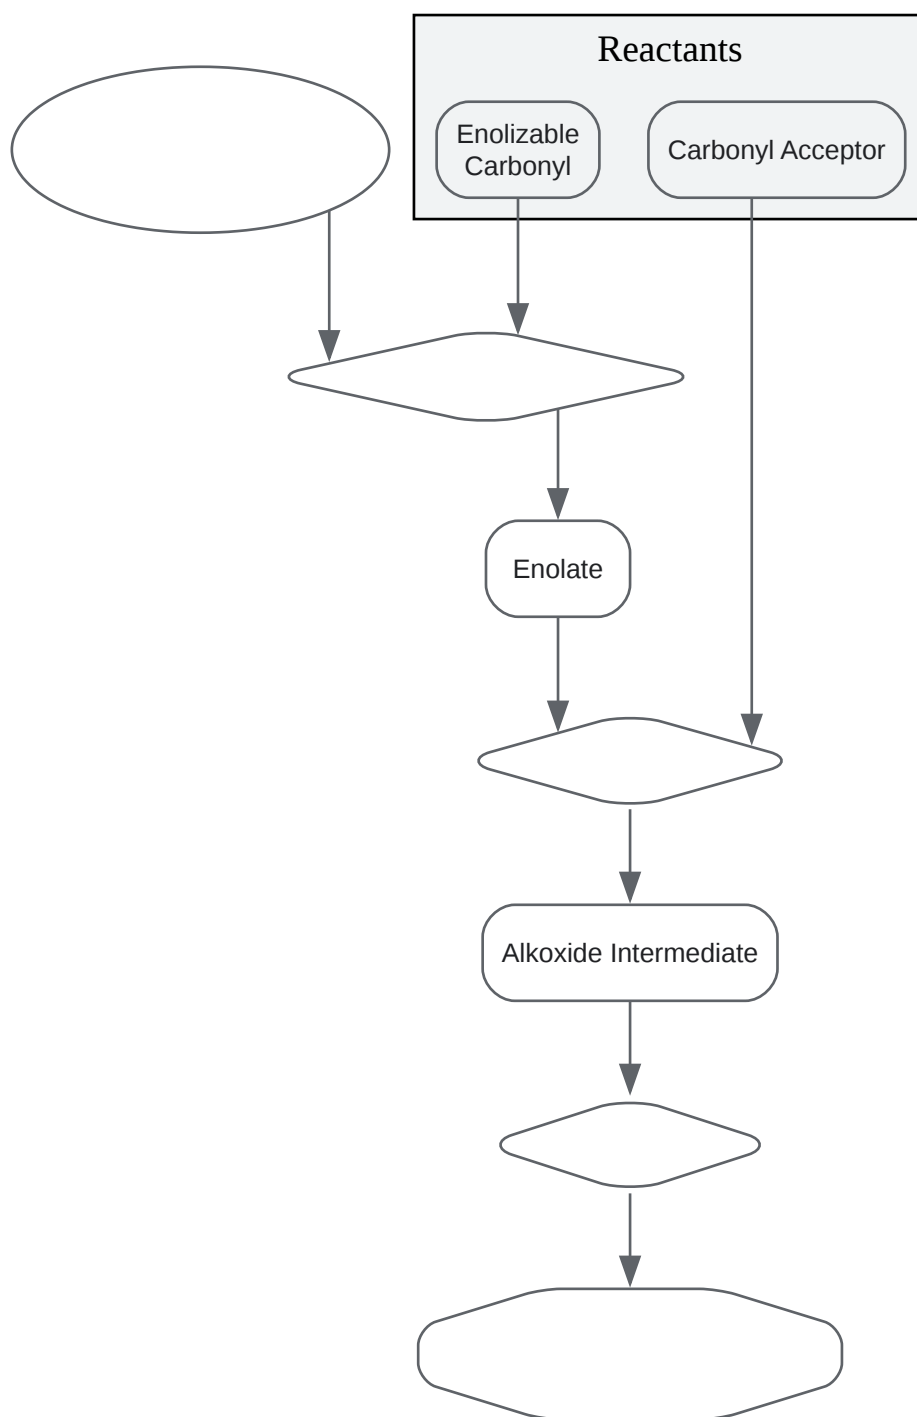 Reactants
Enolizable
Carbonyl
Carbonyl Acceptor
Enolate
Alkoxide Intermediate